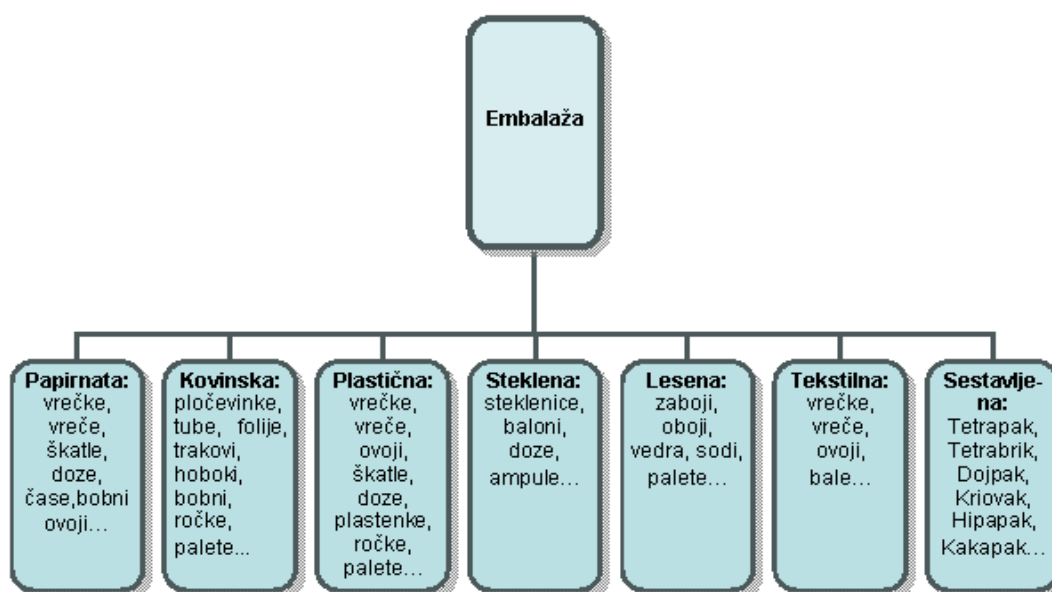 Embalaža
Papirnata:
vrečke,
vreče,
škatle,
doze,
čaše,bobni
ovoji...
Kovinska:
pločevinke,
tube, folije,
trakovi,
hoboki,
bobni,
ročke,
palete...
Plastična:
vrečke,
vreče,
ovoji,
škatle,
doze,
plastenke,
ročke,
palete...
Steklena:
steklenice,
baloni,
doze,
ampule...
Lesena:
zaboji,
oboji,
vedra, sodi,
palete...
Tekstilna:
vrečke,
vreče,
ovoji,
bale...
Sestavlje-
na:
Tetrapak,
Tetrabrik,
Dojpak,
Kriovak,
Hipapak,
Kakapak...